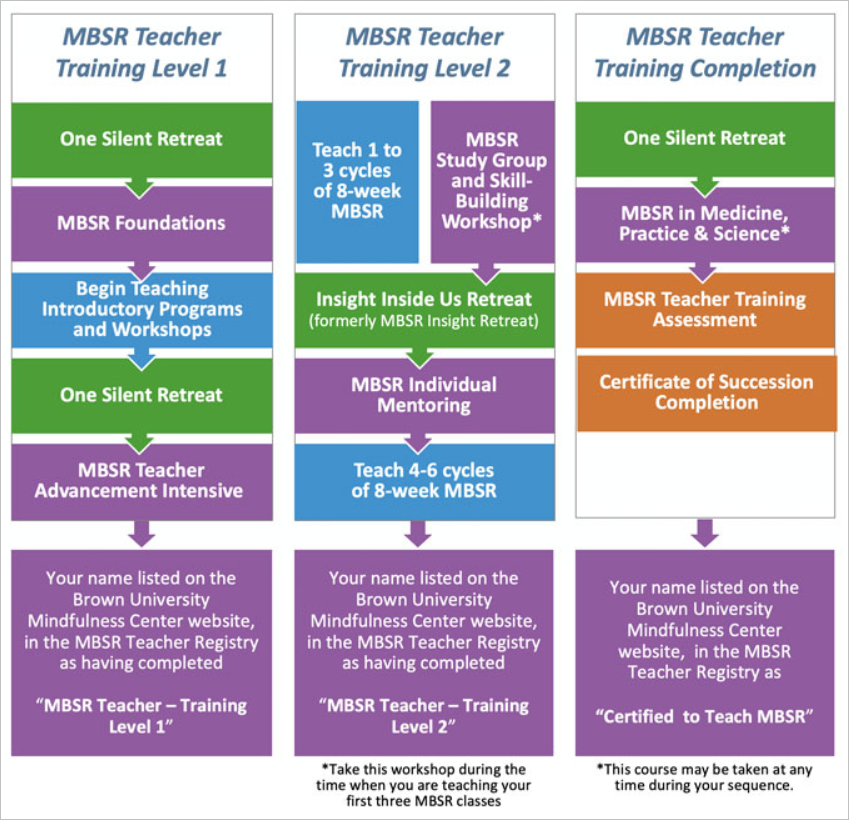 MBSR Teacher
Training Level 1
One Silent Retreat
MBSR Foundations
Begin Teaching
Introductory Programs
and Workshops
One Silent Retreat
MBSR Teacher
Advancement Intensive
Your name listed on the
Brown University
Mindfulness Center website,
in the MBSR Teacher Registry
as having completed
“MBSR Teacher – Training
Level 1”
MBSR Teacher
Training Level 2
Teach 1 to
3 cycles
of 8-week
MBSR
MBSR
Study Group
and Skill-
Building
Workshop*
Insight Inside Us Retreat
(formerly MBSR Insight Retreat)
MBSR Individual
Mentoring
Teach 4-6 cycles
of 8-week MBSR
Your name listed on the
Brown University
Mindfulness Center website,
in the MBSR Teacher Registry
as having completed
“MBSR Teacher – Training
Level 2”
*Take this workshop during the
time when you are teaching your
first three MBSR classes
MBSR Teacher
Training Completion
One Silent Retreat
MBSR in Medicine,
Practice & Science*
MBSR Teacher Training
Assessment
Certificate of Succession
Completion
Your name listed on the
Brown University
Mindfulness Center
website, in the MBSR
Teacher Registry as
“Certified to Teach MBSR”
*This course may be taken at any
time during your sequence.